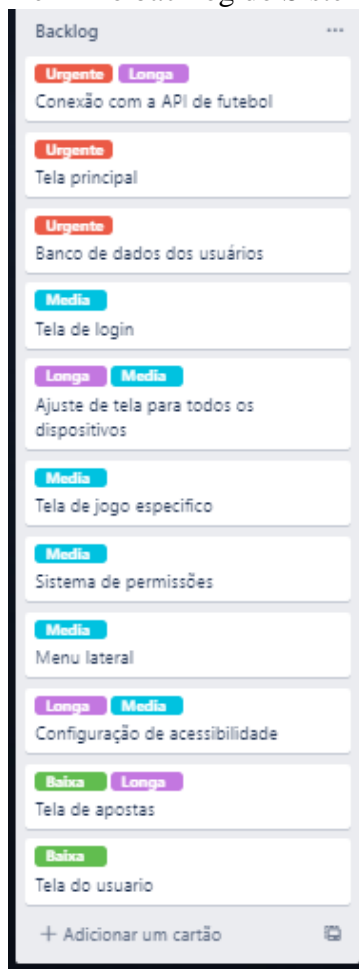 Backlog ...
Urgente Longa
Conexão com a API de futebol
Urgente
Tela principal
Urgente
Banco de dados dos usuários
Media
Tela de login
Longa Media
Ajuste de tela para todos os
dispositivos
Media
Tela de jogo especifico
Media
Sistema de permissões
Media
Menu lateral
Longa Media
Configuração de acessibilidade
Baixa Longa
Tela de apostas
Baixa
Tela do usuario
+ Adicionar um cartão